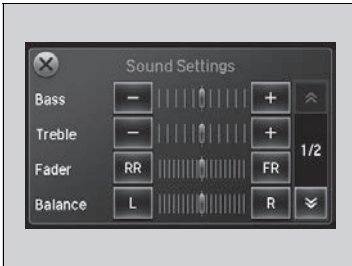 Sound Settings
Bass − +
Treble − +
1/2
Fader RR FR
Balance L R